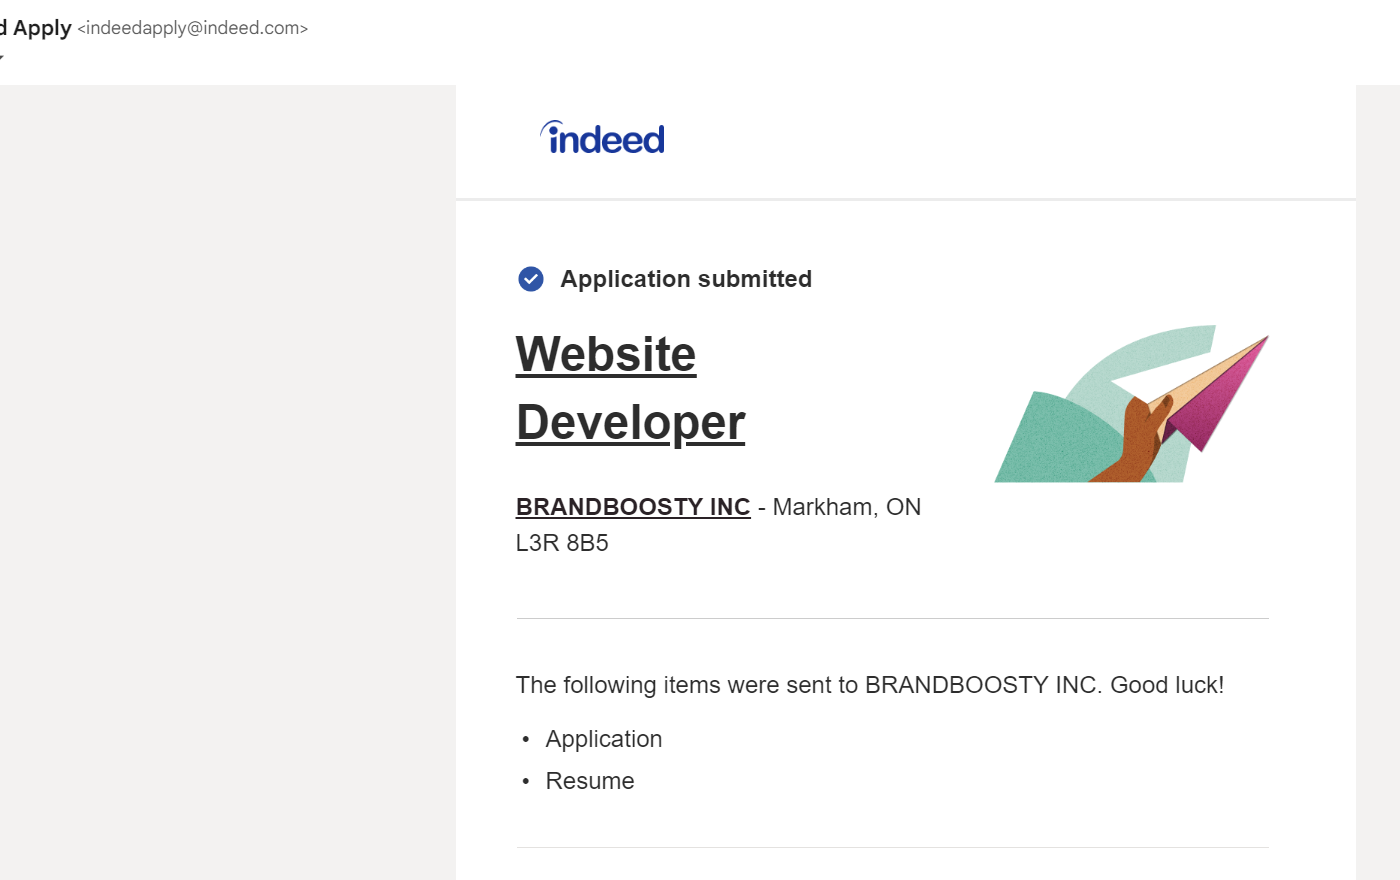 d Apply <indeedapply@indeed.com>
indeed
Application submitted
Website
Developer
BRANDBOOSTY INC - Markham, ON
L3R 8B5
The following items were sent to BRANDBOOSTY INC. Good luck!
• Application
• Resume